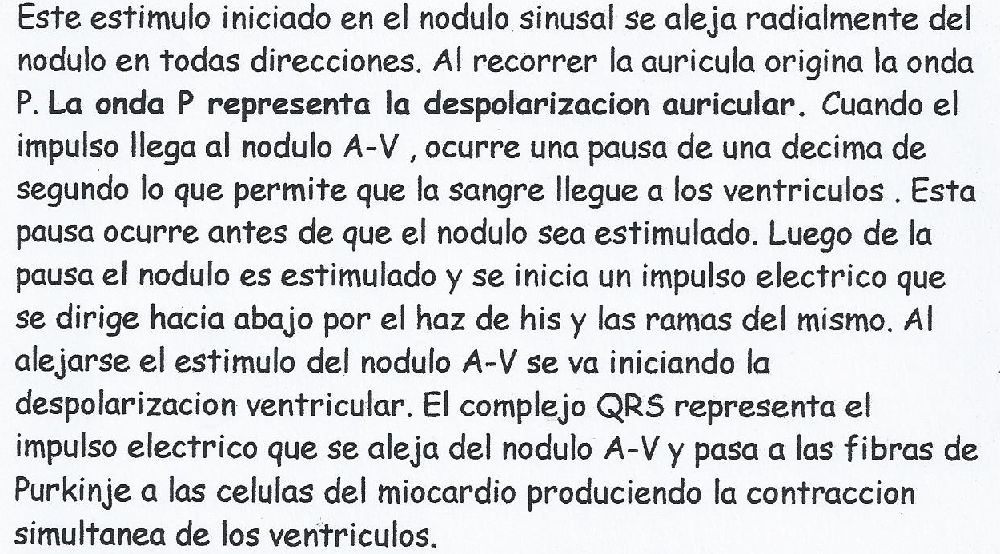 Este estimulo iniciado en el nodulo sinusal se aleja radialmente del
nodulo en todas direcciones. Al recorrer la auricula origina la onda
P. La onda P representa la despolarizacion auricular. Cuando el
impulso llega al nodulo A-V , ocurre una pausa de una decima de
segundo lo que permite que la sangre llegue a los ventriculos . Esta
pausa ocurre antes de que el nodulo sea estimulado. Luego de la
pausa el nodulo es estimulado y se inicia un impulso electrico que
se dirige hacia abajo por el haz de his y las ramas del mismo. Al
alejarse el estimulo del nodulo A-V se va iniciando la
despolarizacion ventricular. El complejo QRS representa el
impulso electrico que se aleja del nodulo A-V y pasa a las fibras de
Purkinje a las celulas del miocardio produciendo la contraccion
simultanea de los ventriculos.